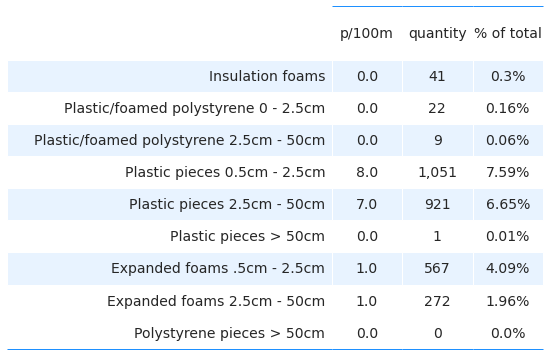 p/100m quantity % of total
Insulation foams 0.0 41 0.3%
Plastic/foamed polystyrene 0 - 2.5cm 0.0 22 0.16%
Plastic/foamed polystyrene 2.5cm - 50cm 0.0 9 0.06%
Plastic pieces 0.5cm - 2.5cm 8.0 1,051 7.59%
Plastic pieces 2.5cm - 50cm 7.0 921 6.65%
Plastic pieces > 50cm 0.0 1 0.01%
Expanded foams .5cm - 2.5cm 1.0 567 4.09%
Expanded foams 2.5cm - 50cm 1.0 272 1.96%
Polystyrene pieces > 50cm 0.0 0 0.0%